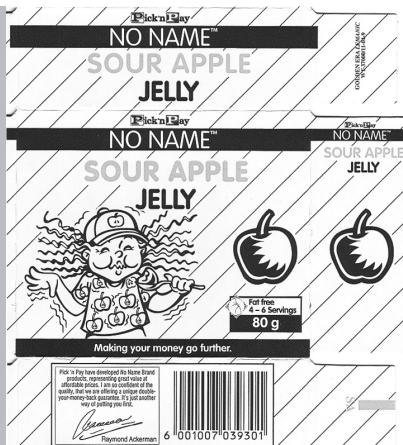 Pick'n Pay
NO NAME™
SOUR APPLE
JELLY
GOLDEN ERA LEMAMIC
Pick'n Pay
NO NAME™
SOUR APPLE
JELLY
Fat free
4 – 6 Servings
80 g
Making your money go further.
Pick'n Pay
NO NAME™
SOUR APPLE
JELLY
Pick 'n Pay have developed No Name Brand
products, representing great value at
affordable prices. I am so confident of the
quality, that we are offering a unique double-
your-money-back guarantee. It's just another
way of putting you first.
Raymond Ackerman
6 001007 039301